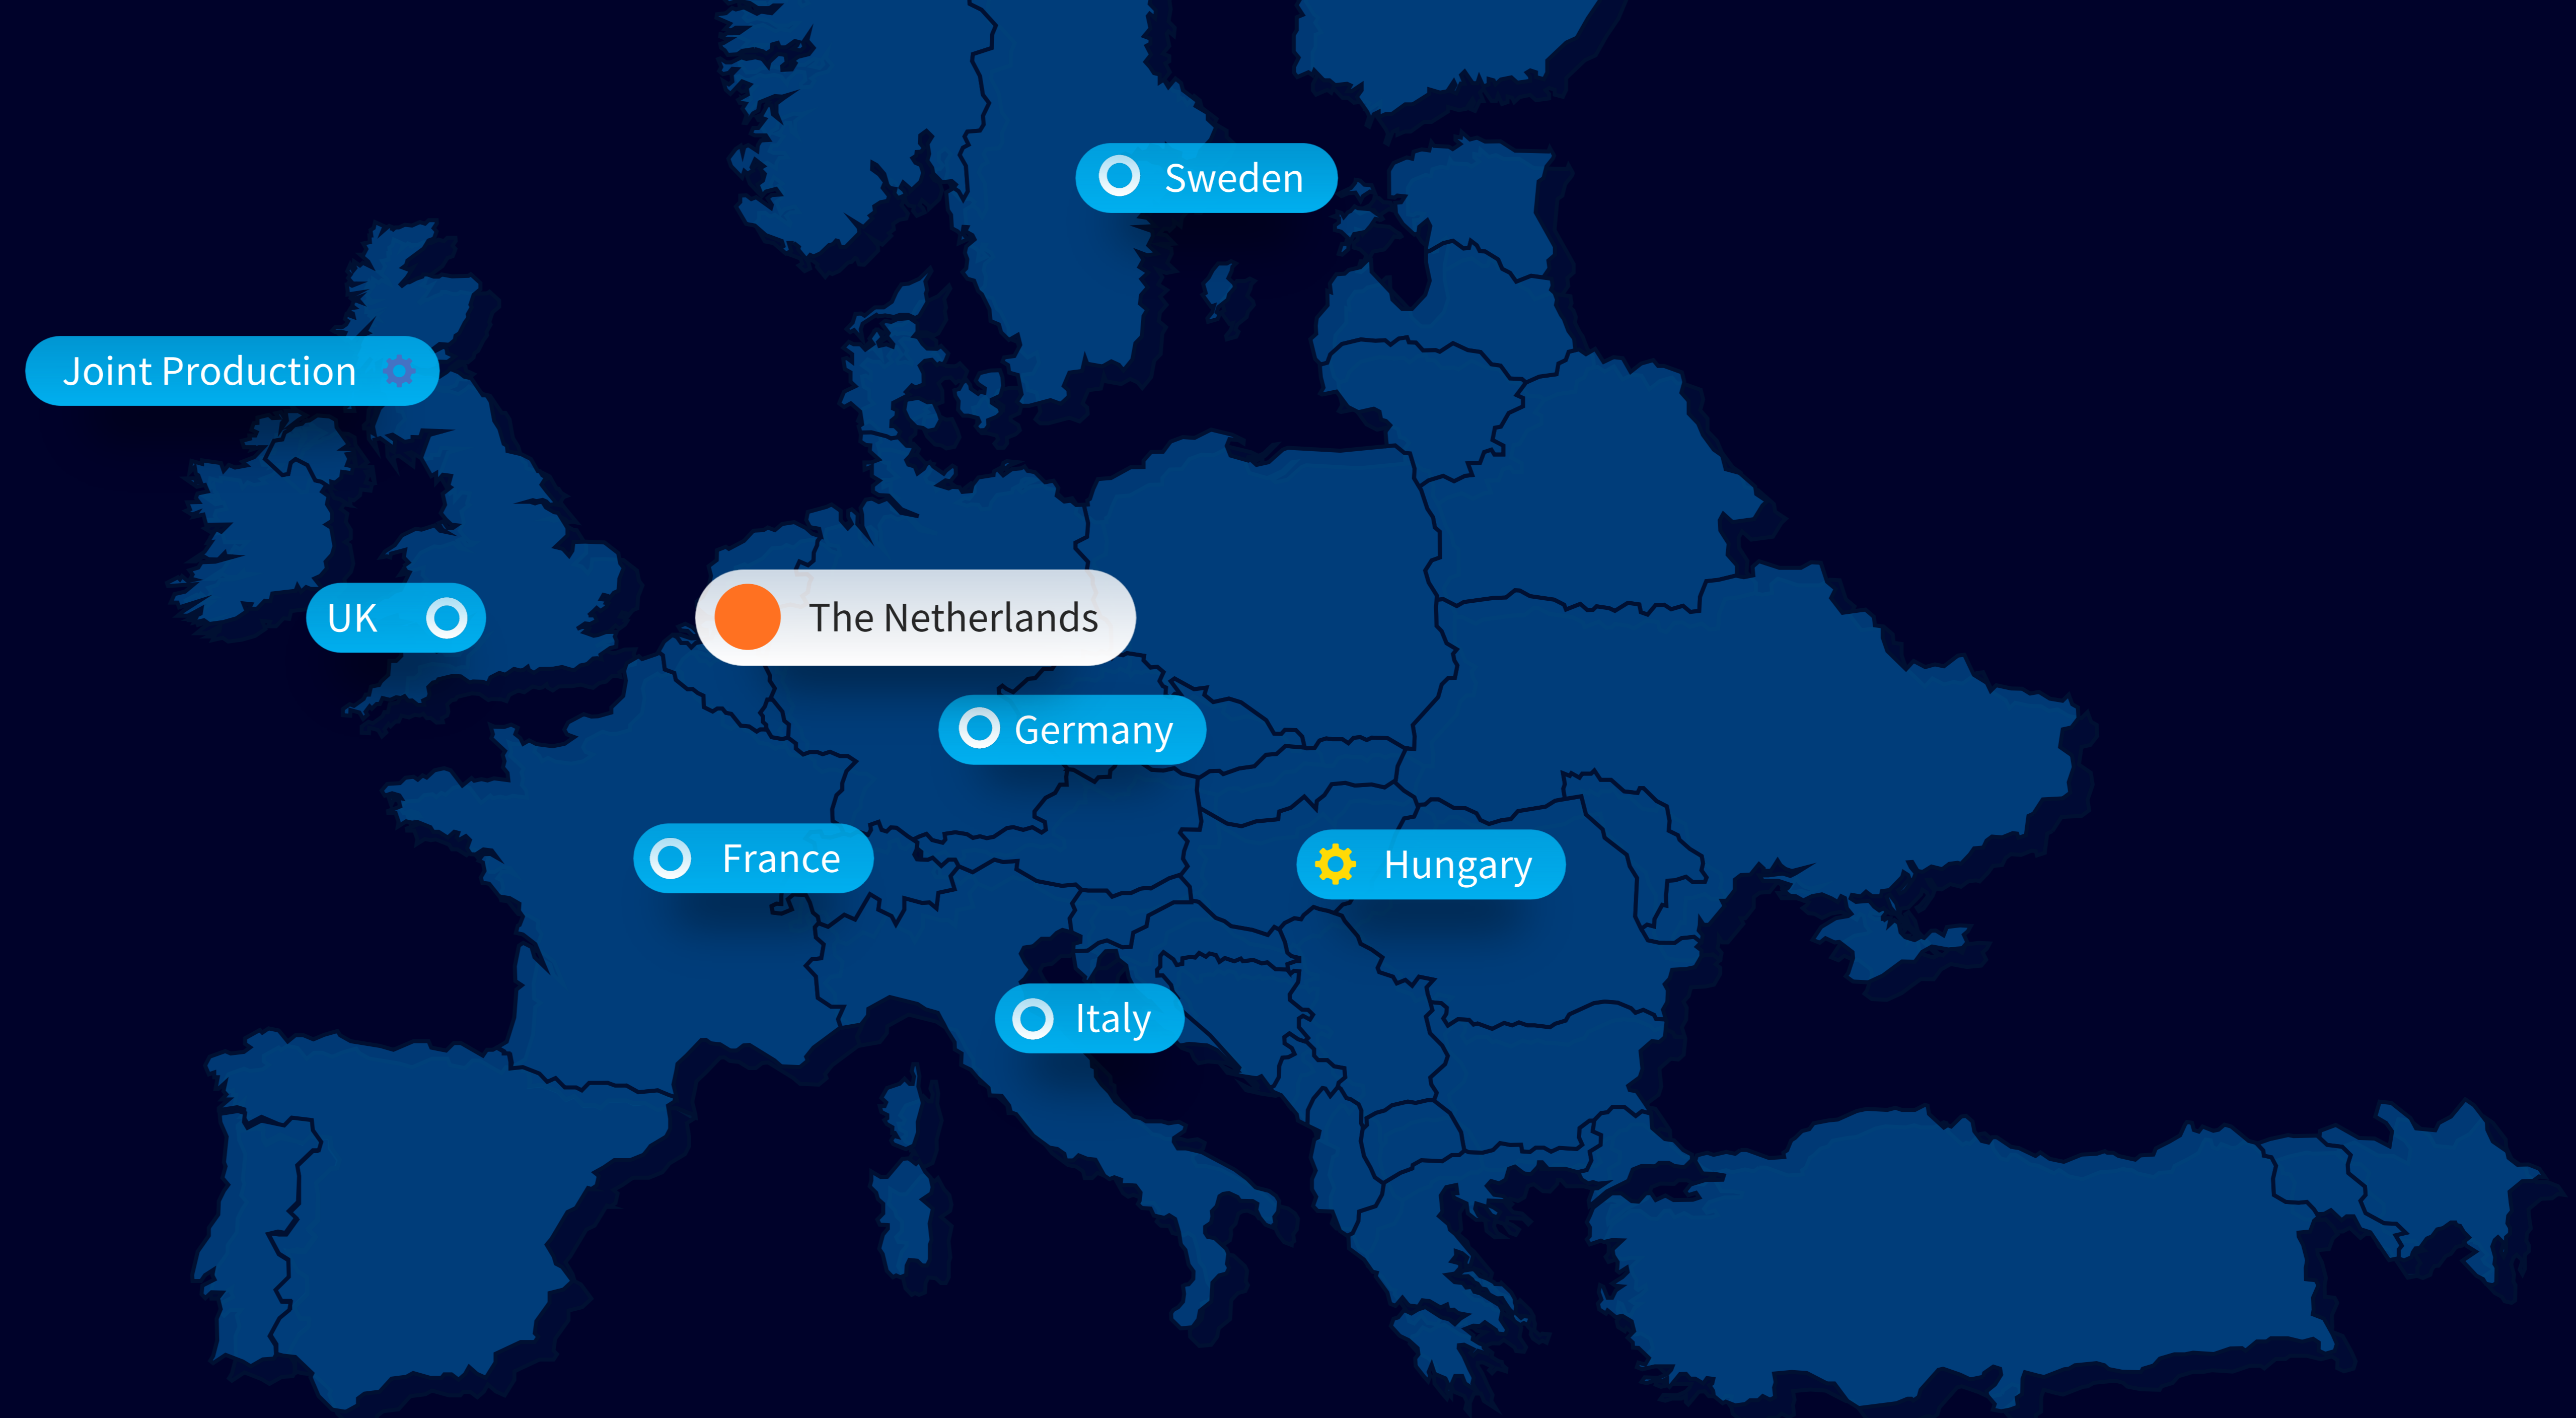 Sweden
Joint Production
UK
The Netherlands
Germany
France
Hungary
Italy